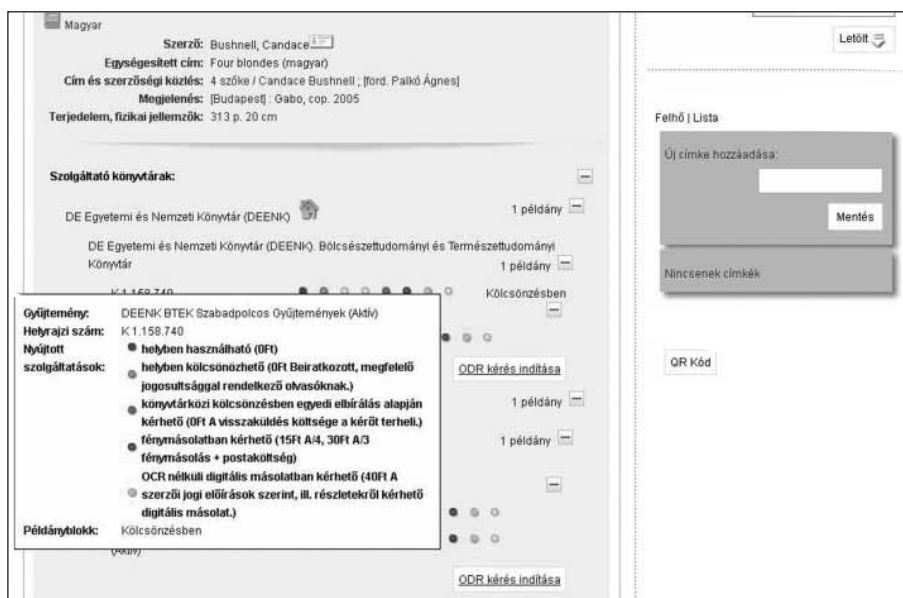 Magyar
Szerző: Bushnell, Candace
Egységesített cím: Four blondes (magyar)
Cím és szerzőségi közlés: 4 szőke / Candace Bushnell ; [ford. Palkó Ágnes]
Megjelenés: [Budapest] : Gabo, cop. 2005
Terjedelem, fizikai jellemzők: 313 p. 20 cm
Szolgáltató könyvtárak:
DE Egyetemi és Nemzeti Könyvtár (DEENK) 1 példány
DE Egyetemi és Nemzeti Könyvtár (DEENK). Bölcsészettudományi és Természettudományi
Könyvtár 1 példány
K 1.158.740 Kölcsönzésben
Gyűjtemény: DEENK BTEK Szabadpolcos Gyűjtemények (Aktív)
Helyrajzi szám: K 1.158.740
Nyújtott helyben használható (0Ft)
szolgáltatások: helyben kölcsönözhető (0Ft Beiratkozott, megfelelő
jogosultsággal rendelkező olvasóknak.)
könyvtárközi kölcsönzésben egyedi elbírálás alapján
kérhető (0Ft A visszaküldés költsége a kérőt terheli.)
fénymásolatban kérhető (15Ft A/4, 30Ft A/3
fénymásolás + postaköltség)
OCR nélküli digitális másolatban kérhető (40Ft A
szerzői jogi előírások szerint, ill. részletekről kérhető
digitális másolat.)
Példányblokk: Kölcsönzésben
(Aktív)
ODR kérés indítása
1 példány
1 példány
ODR kérés indítása
Letölt
Felhő | Lista
Új címke hozzáadása:
Mentés
Nincsenek címkék
QR Kód